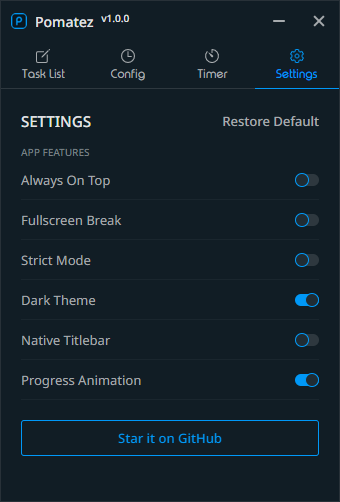 Pomatez v1.0.0
Task List Config Timer Settings
SETTINGS Restore Default
APP FEATURES
Always On Top
Fullscreen Break
Strict Mode
Dark Theme
Native Titlebar
Progress Animation
Star it on GitHub